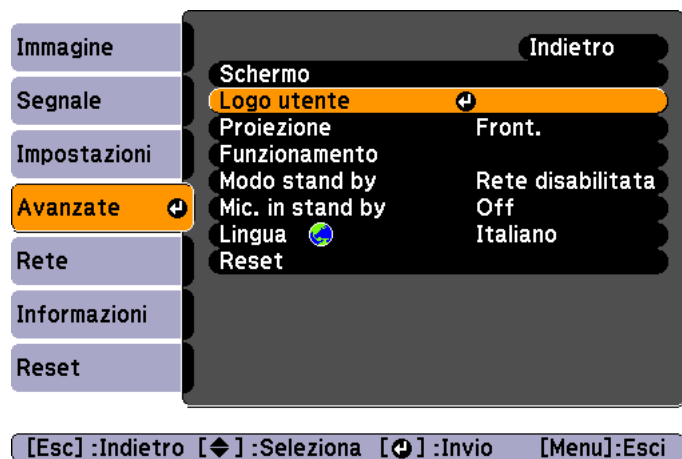 Immagine
Segnale
Impostazioni
Avanzate
Rete
Informazioni
Reset
Indietro
Schermo
Logo utente
Proiezione Front.
Funzionamento
Modo stand by Rete disabilitata
Mic. in stand by Off
Lingua Italiano
Reset
[Esc] :Indietro [◆] :Seleziona [↵] :Invio [Menu]:Esci